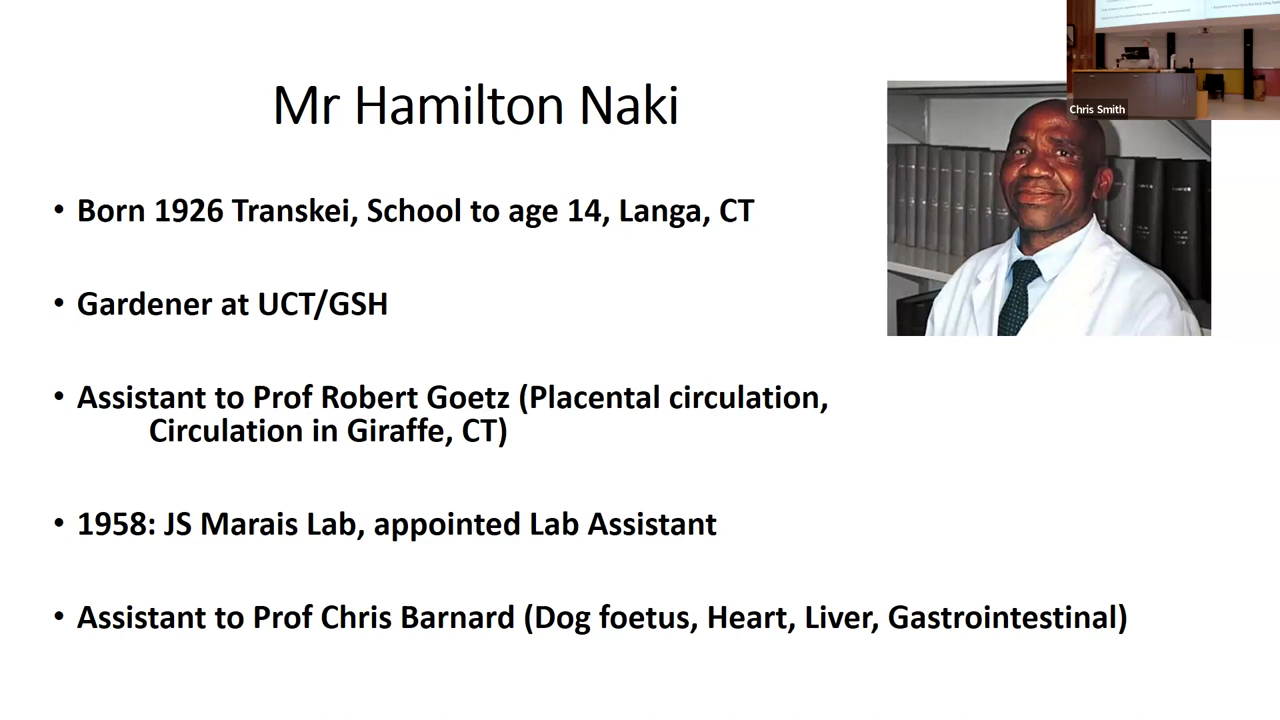 Mr Hamilton Naki
Chris Smith
• Born 1926 Transkei, School to age 14, Langa, CT
• Gardener at UCT/GSH
• Assistant to Prof Robert Goetz (Placental circulation,
Circulation in Giraffe, CT)
• 1958: JS Marais Lab, appointed Lab Assistant
• Assistant to Prof Chris Barnard (Dog foetus, Heart, Liver, Gastrointestinal)